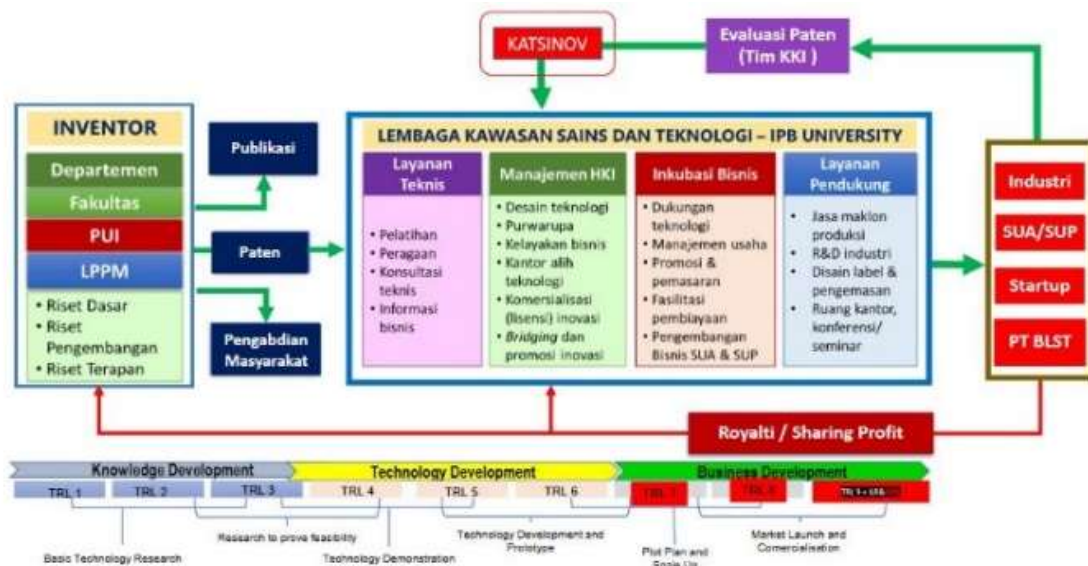 KATSINOV
Evaluasi Paten
(Tim KKI )
INVENTOR
Departemen
Fakultas
PUI
LPPM
• Riset Dasar
• Riset
Pengembangan
• Riset Terapan
Publikasi
Paten
Pengabdian
Masyarakat
LEMBAGA KAWASAN SAINS DAN TEKNOLOGI – IPB UNIVERSITY
Layanan
Teknis
• Pelatihan
• Peragaan
• Konsultasi
teknis
• Informasi
bisnis
Manajemen HKI
• Desain teknologi
• Purwarupa
• Kelayakan bisnis
• Kantor alih
teknologi
• Komersialisasi
(lisensi) inovasi
• Bridging dan
promosi inovasi
Inkubasi Bisnis
• Dukungan
teknologi
• Manajemen usaha
• Promosi &
pemasaran
• Fasilitasi
pembiayaan
• Pengembangan
Bisnis SUA & SUP
Layanan
Pendukung
• Jasa maklon
produksi
• R&D industri
• Disain label &
pengemasan
• Ruang kantor,
konferensi/
seminar
Industri
SUA/SUP
Startup
PT BLST
Royalti / Sharing Profit
Knowledge Development
Technology Development
Business Development
TRL 1
TRL 2
TRL 3
TRL 4
TRL 5
TRL 6
TRL 7
Basic Technology Research
Research to prove feasibility
Technology Demonstration
Technology Development and
Prototype
Plot Plan and
Scale Up
Market Launch and
Comercialisation